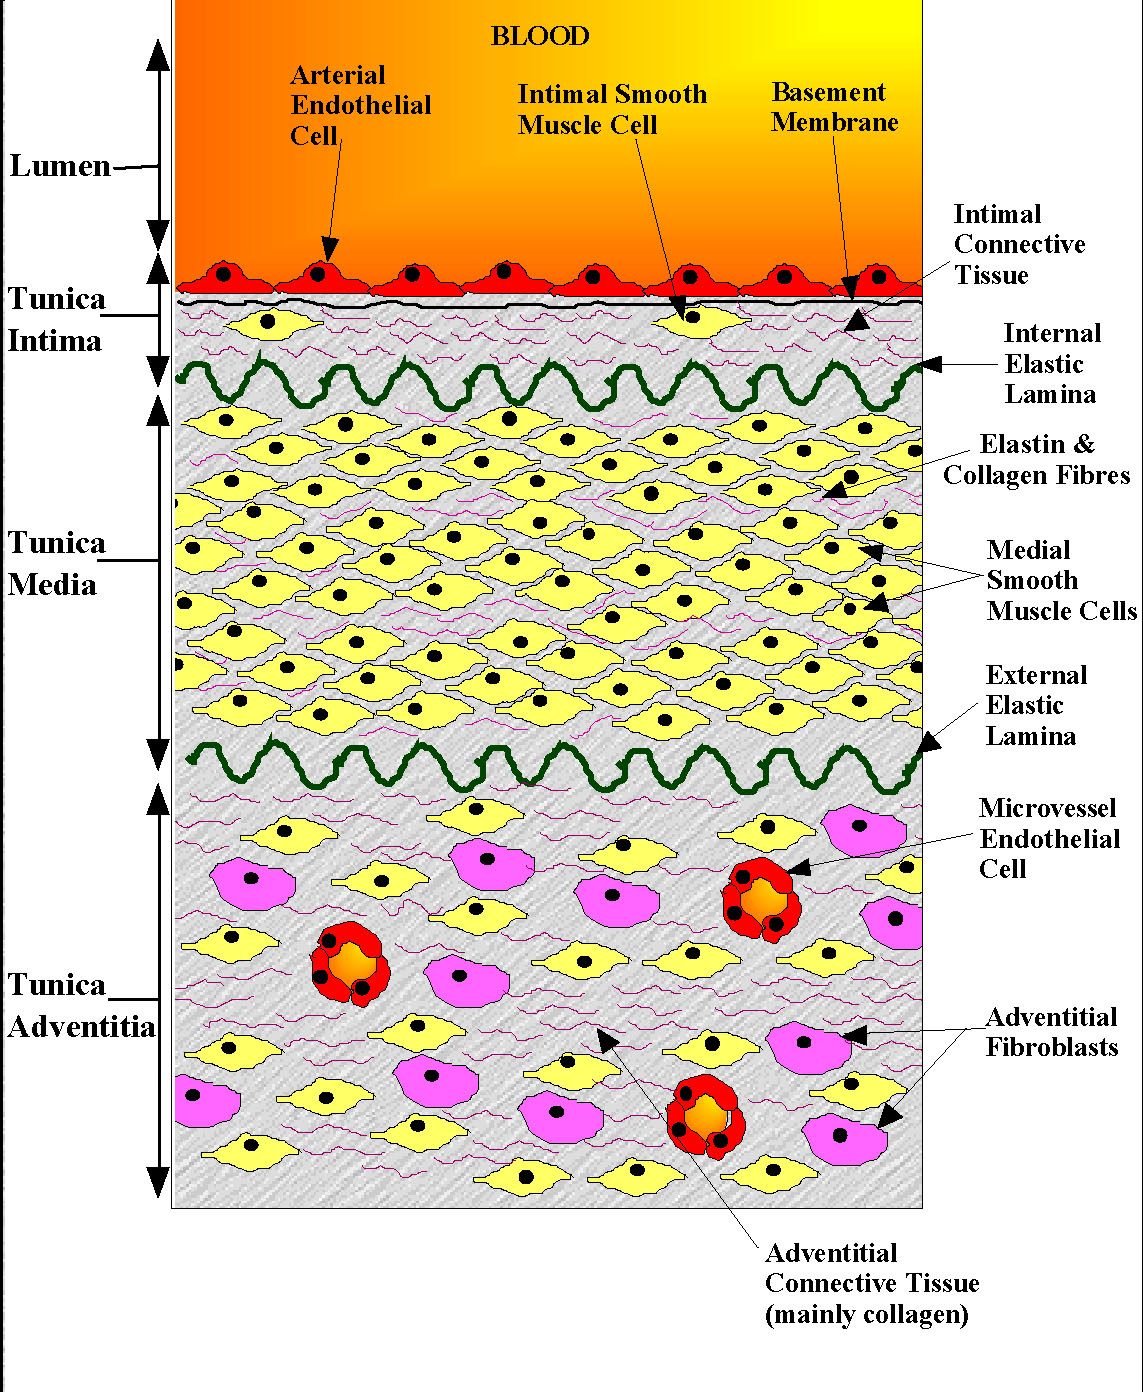 BLOOD
Arterial
Endothelial
Cell
Intimal Smooth
Muscle Cell
Basement
Membrane
Lumen
Intimal
Connective
Tissue
Tunica
Intima
Internal
Elastic
Lamina
Elastin &
Collagen Fibres
Tunica
Media
Medial
Smooth
Muscle Cells
External
Elastic
Lamina
Microvessel
Endothelial
Cell
Tunica
Adventitia
Adventitial
Fibroblasts
Adventitial
Connective Tissue
(mainly collagen)